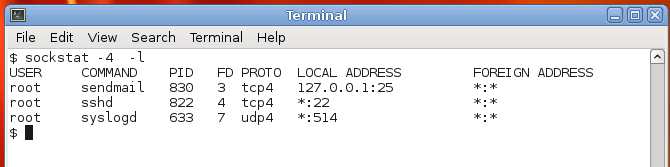 Terminal
File Edit View Search Terminal Help
$ sockstat -4  -l
USER     COMMAND    PID   FD PROTO  LOCAL ADDRESS         FOREIGN ADDRESS
root     sendmail   830   3  tcp4   127.0.0.1:25          *:*
root     sshd       822   4  tcp4   *:22                  *:*
root     syslogd    633   7  udp4   *:514                 *:*
$